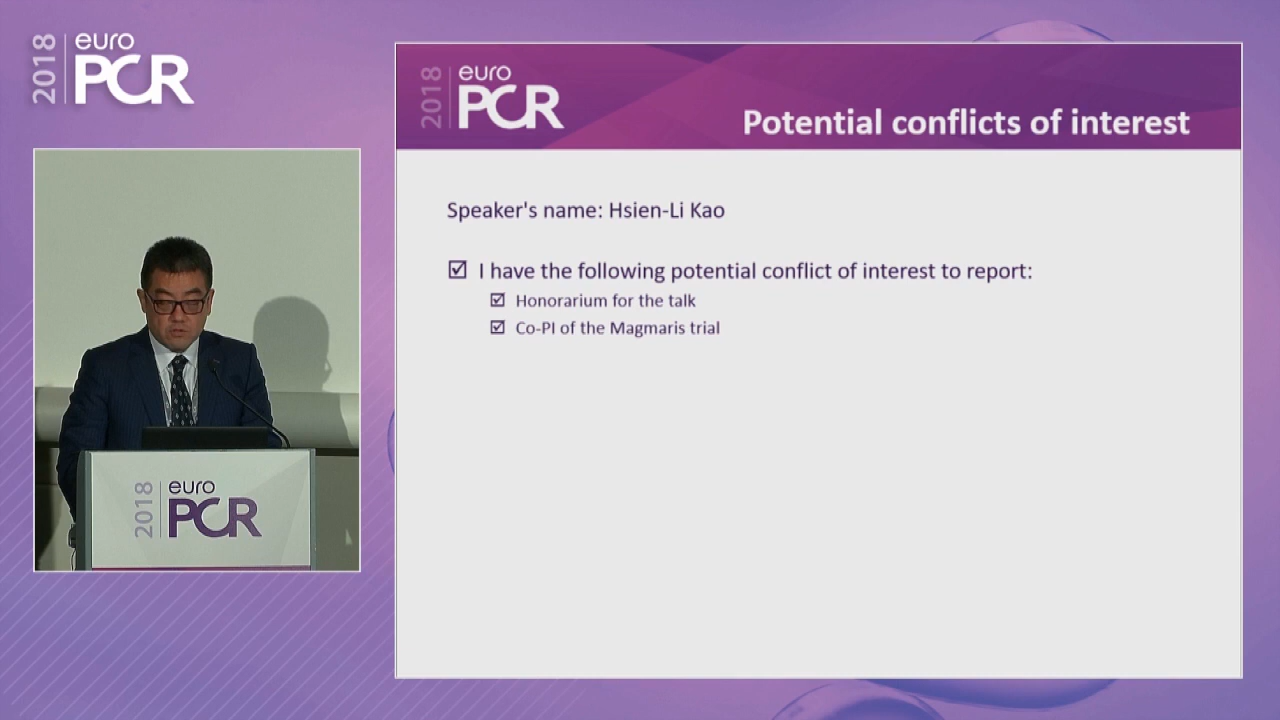 2018 euro PCR
2018 euro PCR
Potential conflicts of interest
Speaker's name: Hsien-Li Kao
I have the following potential conflict of interest to report:
Honorarium for the talk
Co-PI of the Magmaris trial
2018 euro PCR